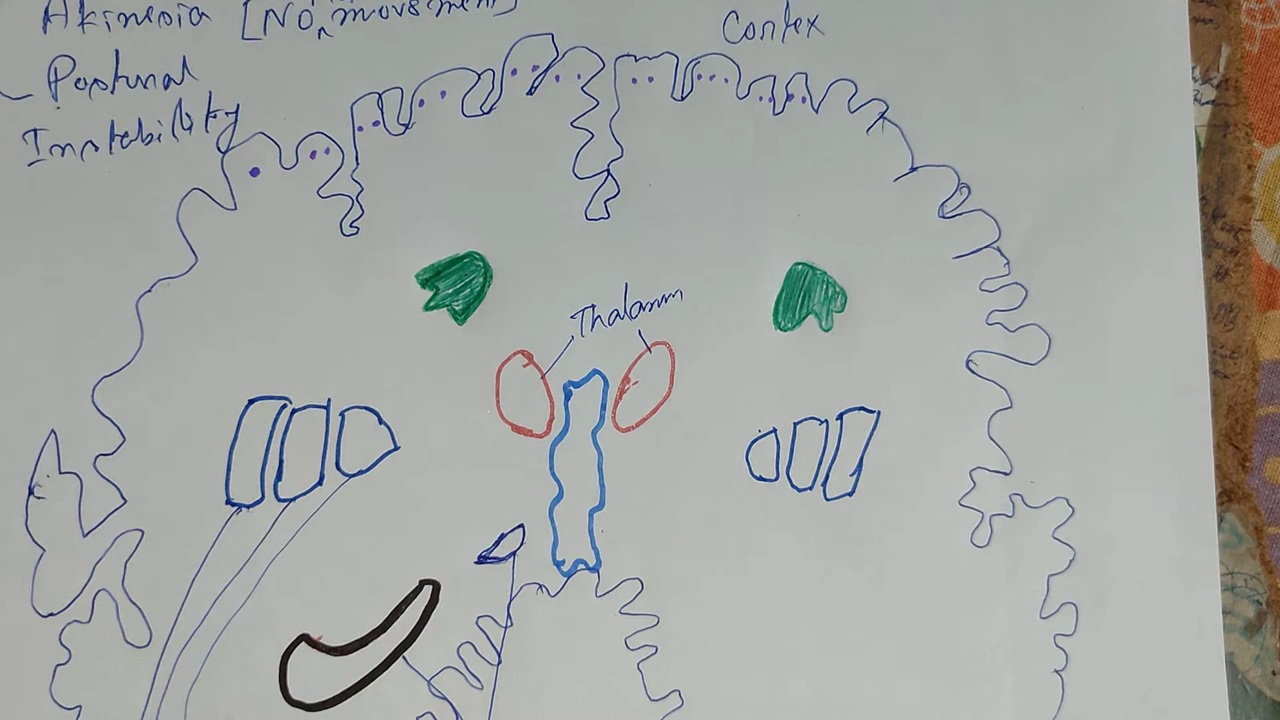 Akinesia [No movement]
Cortex
- Postural
Instability
Thalamus